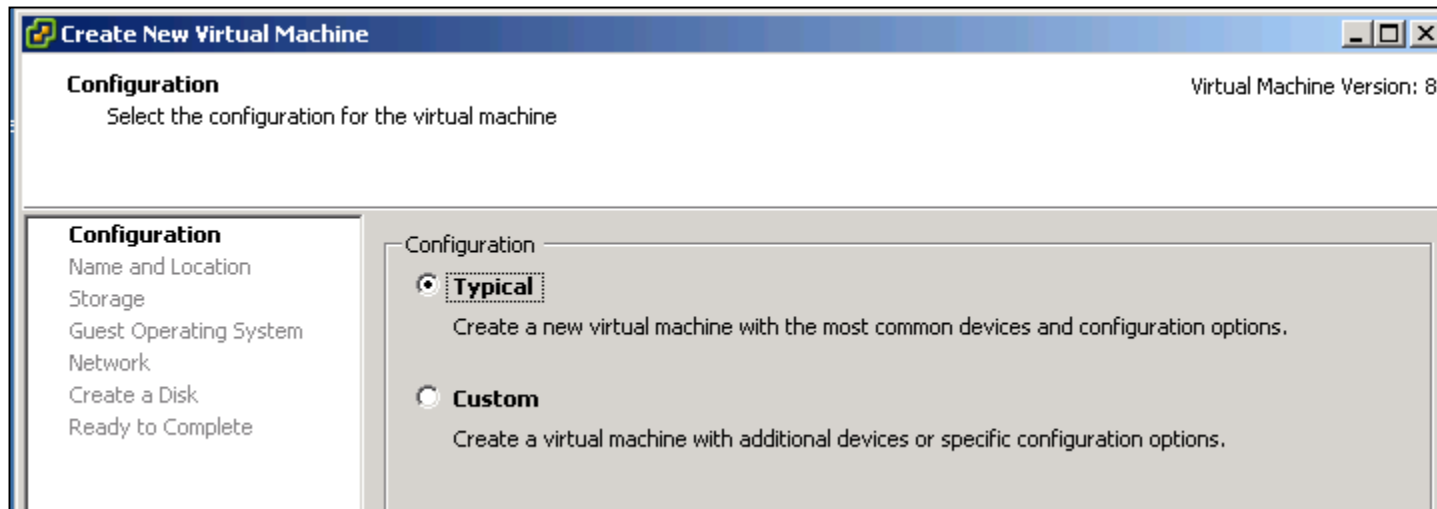 Create New Virtual Machine
Configuration
Virtual Machine Version: 8
Select the configuration for the virtual machine
Configuration
Name and Location
Storage
Guest Operating System
Network
Create a Disk
Ready to Complete
Configuration
Typical
Create a new virtual machine with the most common devices and configuration options.
Custom
Create a virtual machine with additional devices or specific configuration options.